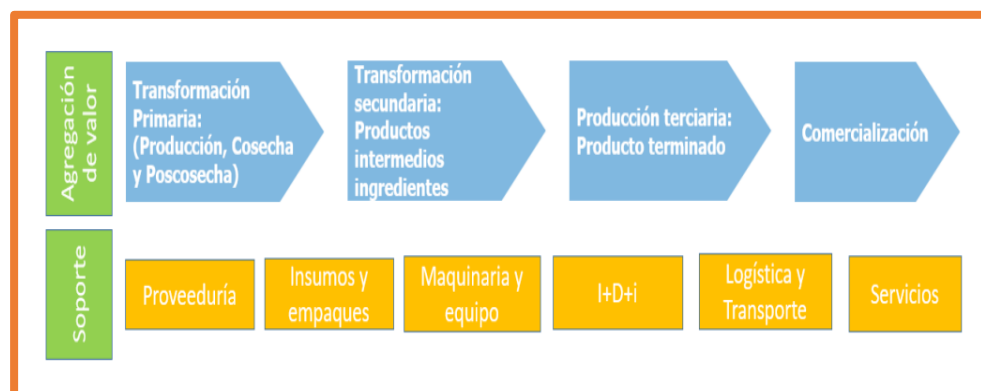 Agregación
de valor
Transformación
Primaria:
(Producción, Cosecha
y Poscosecha)
Transformación
secundaria:
Productos
intermedios
ingredientes
Producción terciaria:
Producto terminado
Comercialización
Soporte
Proveeduría
Insumos y
empaques
Maquinaria y
equipo
I+D+i
Logística y
Transporte
Servicios